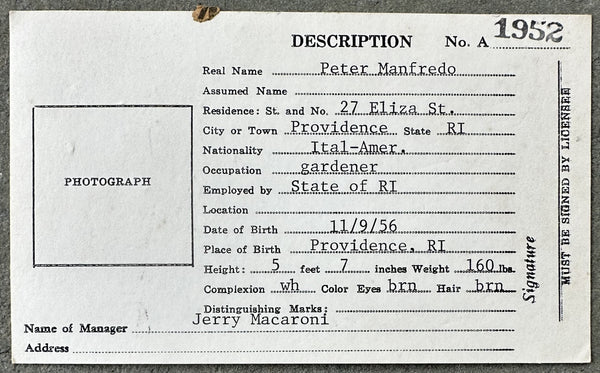 DESCRIPTION No. A 1952
Real Name Peter Manfredo
Assumed Name
Residence: St. and No. 27 Eliza St.
City or Town Providence State RI
Nationality Ital-Amer.
Occupation gardener
Employed by State of RI
Location
Date of Birth 11/9/56
Place of Birth Providence, RI
Height: 5 feet 7 inches Weight 160 lbs.
Complexion wh Color Eyes brn Hair brn
Distinguishing Marks:
Name of Manager Jerry Macaroni
Address
PHOTOGRAPH
Signature
MUST BE SIGNED BY LICENSEE